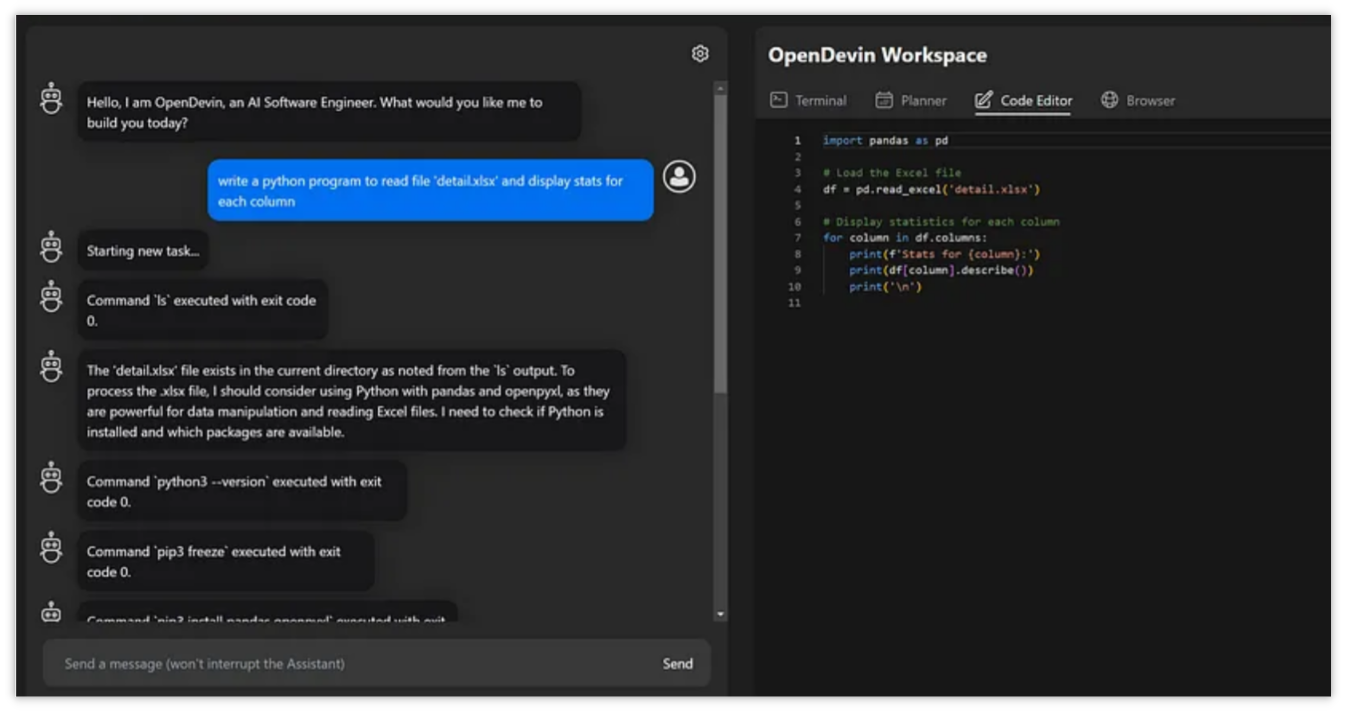 Hello, I am OpenDevin, an AI Software Engineer. What would you like me to
build you today?
write a python program to read file 'detail.xlsx' and display stats for
each column
Starting new task...
Command `ls` executed with exit code
0.
The 'detail.xlsx' file exists in the current directory as noted from the `ls` output. To
process the .xlsx file, I should consider using Python with pandas and openpyxl, as they
are powerful for data manipulation and reading Excel files. I need to check if Python is
installed and which packages are available.
Command `python3 --version` executed with exit
code 0.
Command `pip3 freeze` executed with exit
code 0.
Command `pip3 install pandas openpyxl` executed with exit
Send a message (won't interrupt the Assistant)
Send
OpenDevin Workspace
Terminal Planner Code Editor Browser
1 import pandas as pd
2
3 # Load the Excel file
4 df = pd.read_excel('detail.xlsx')
5
6 # Display statistics for each column
7 for column in df.columns:
8     print(f'Stats for {column}:')
9     print(df[column].describe())
10     print('\n')
11